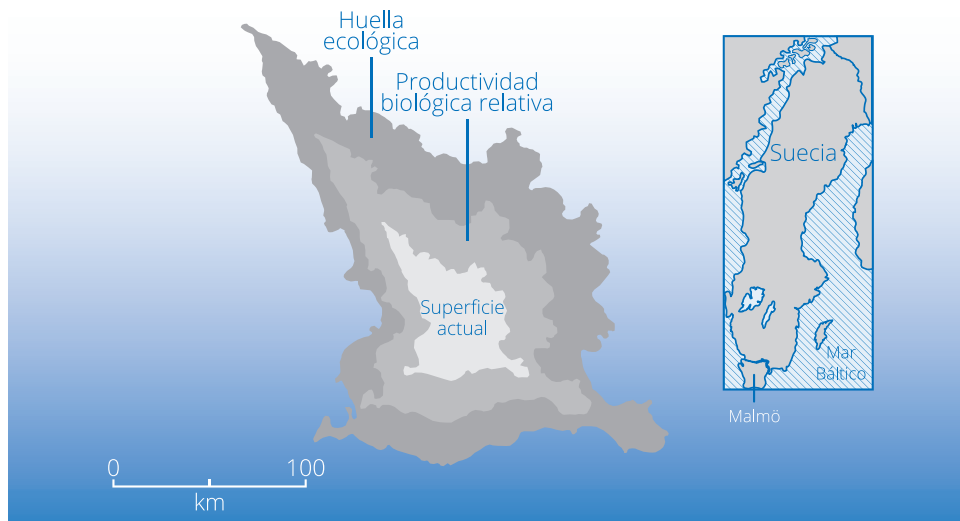 Huella
ecológica
Productividad
biológica relativa
Superficie
actual
Suecia
Mar
Báltico
Malmö
0 100
km